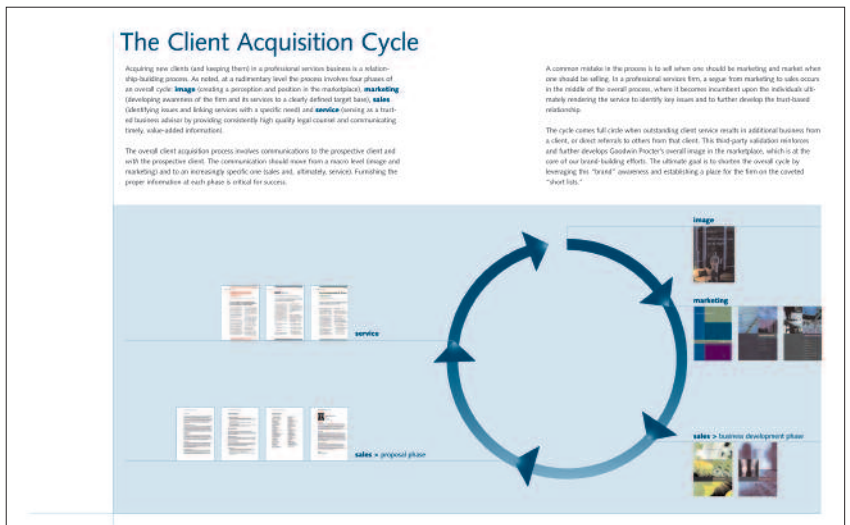 The Client Acquisition Cycle
Acquiring new clients (and keeping them) in a professional services business is a relation-
ship-building process. As noted, at a rudimentary level the process involves four phases of
an overall cycle: image (creating a perception and position in the marketplace), marketing
(developing awareness of the firm and its services to a clearly defined target base), sales
(identifying issues and linking services with a specific need) and service (serving as a trust-
ed business advisor by providing consistently high quality legal counsel and communicating
timely, value-added information).
The overall client acquisition process involves communications to the prospective client and
with the prospective client. The communication should move from a macro level (image and
marketing) and to an increasingly specific one (sales and, ultimately, service). Furnishing the
proper information at each phase is critical for success.
A common mistake in the process is to sell when one should be marketing and market when
one should be selling. In a professional services firm, a segue from marketing to sales occurs
in the middle of the overall process, where it becomes incumbent upon the individuals ulti-
mately rendering the service to identify key issues and to further develop the trust-based
relationship.
The cycle comes full circle when outstanding client service results in additional business from
a client, or direct referrals to others from that client. This third-party validation reinforces
and further develops Goodwin Procter's overall image in the marketplace, which is at the
core of our brand-building efforts. The ultimate goal is to shorten the overall cycle by
leveraging this "brand" awareness and establishing a place for the firm on the coveted
"short lists."
image
marketing
service
sales > business development phase
sales > proposal phase